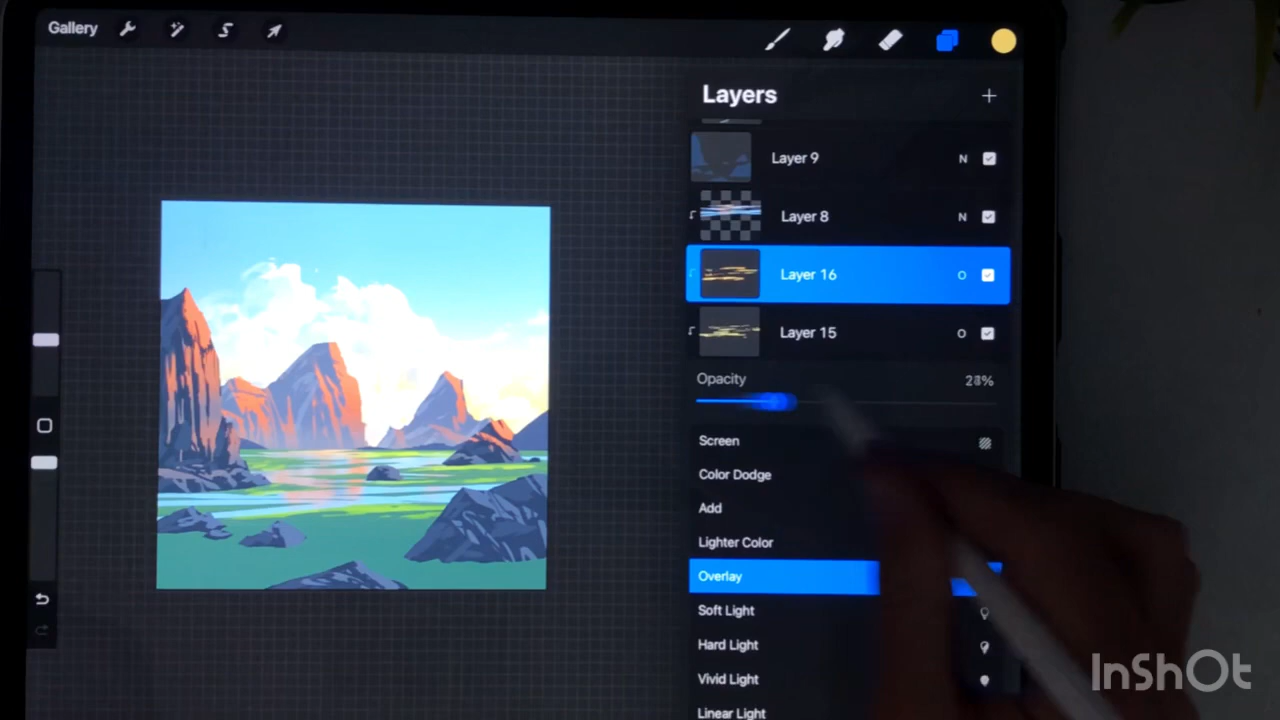 Gallery
Layers
Layer 9 N
Layer 8 N
Layer 16 O
Layer 15 O
Opacity
Screen
Color Dodge
Add
Lighter Color
Overlay
Soft Light
Hard Light
Vivid Light
Linear Light
InShOt